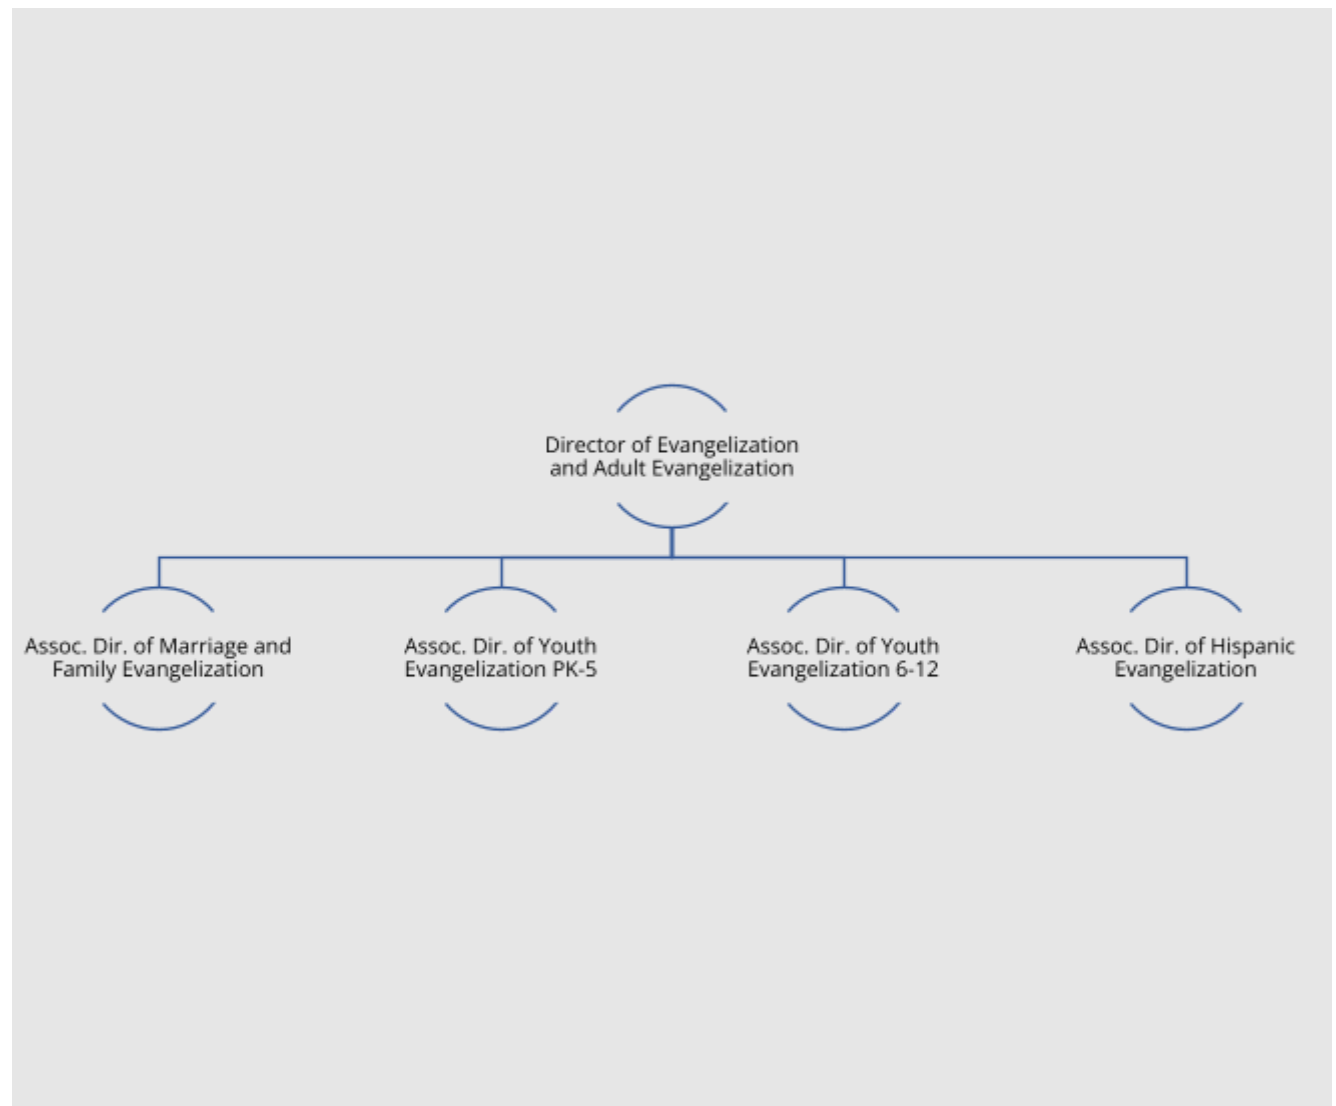 Director of Evangelization
and Adult Evangelization
Assoc. Dir. of Marriage and
Family Evangelization
Assoc. Dir. of Youth
Evangelization PK-5
Assoc. Dir. of Youth
Evangelization 6-12
Assoc. Dir. of Hispanic
Evangelization